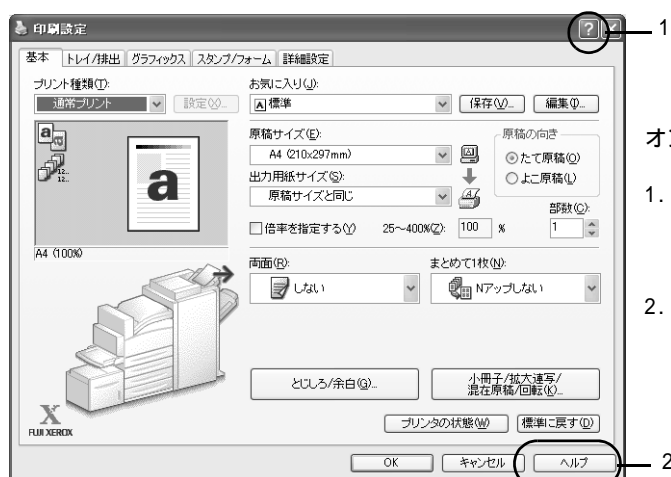 印刷設定
? 1
基本 トレイ/排出 グラフィックス スタンプ/フォーム 詳細設定
プリント種類(T):
通常プリント 設定(X)...
お気に入り(J):
A 標準 保存(V)... 編集(I)...
原稿サイズ(E):
A4 (210x297mm)
出力用紙サイズ(S):
原稿サイズと同じ
原稿の向き
たて原稿(O)
よこ原稿(L)
倍率を指定する(Y) 25～400%(Z): 100 %
部数(C):
1
a
12..
12..
a
A4 (100%)
両面(R):
しない
まとめて1枚(N):
Nアップしない
とじしろ/余白(G)...
小冊子/拡大連写/
混在原稿/回転(K)...
X
FUJI XEROX
プリンタの状態(W) 標準に戻す(D)
OK キャンセル ヘルプ 2
1.
2.